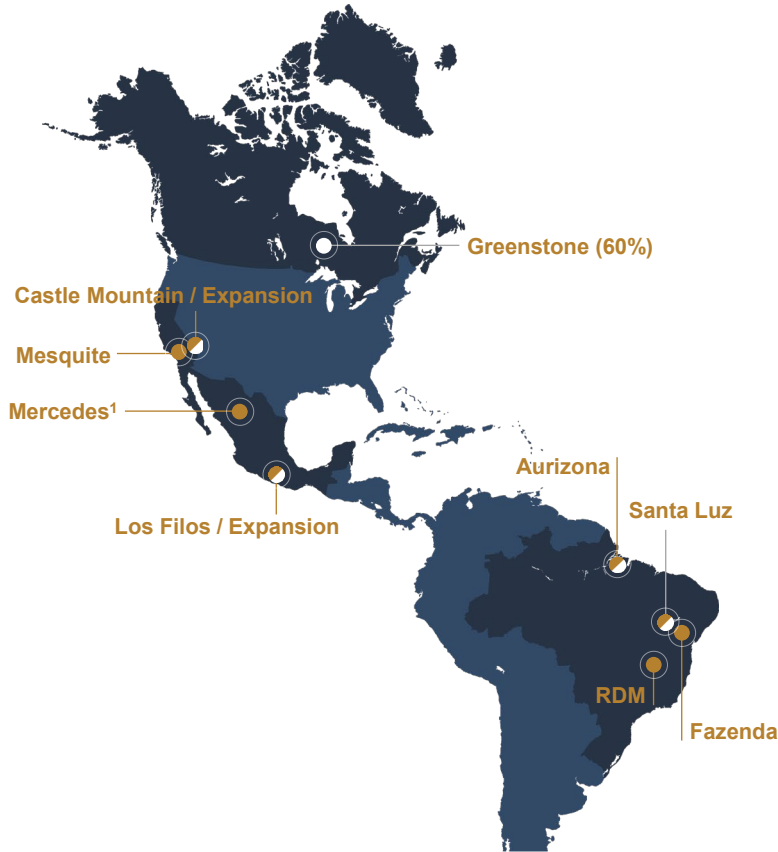 Greenstone (60%)
Castle Mountain / Expansion
Mesquite
Mercedes¹
Los Filos / Expansion
Aurizona
Santa Luz
RDM
Fazenda